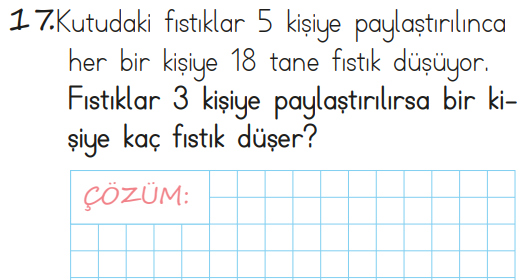 17. Kutudaki fıstıklar 5 kişiye paylaştırılınca
her bir kişiye 18 tane fıstık düşüyor.
Fıstıklar 3 kişiye paylaştırılırsa bir ki-
şiye kaç fıstık düşer?
ÇÖZÜM: